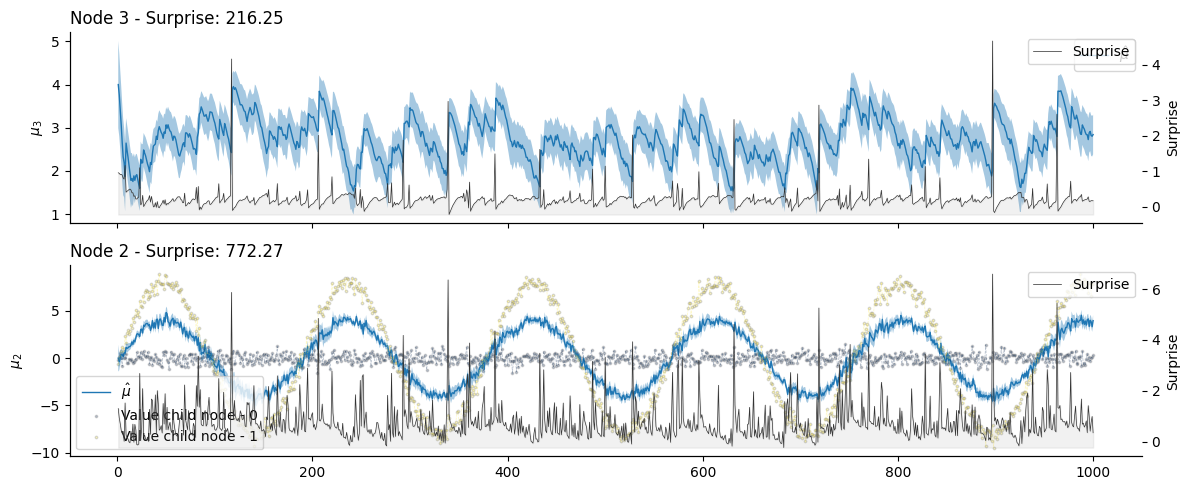 Node 3 - Surprise: 216.25
Surprise
μ₃
5
4
3
2
1
4
3
2
1
0
Surprise
Node 2 - Surprise: 772.27
Surprise
μ₂
5
0
−5
−10
6
4
2
0
Surprise
μ̂
Value child node - 0
Value child node - 1
0
200
400
600
800
1000